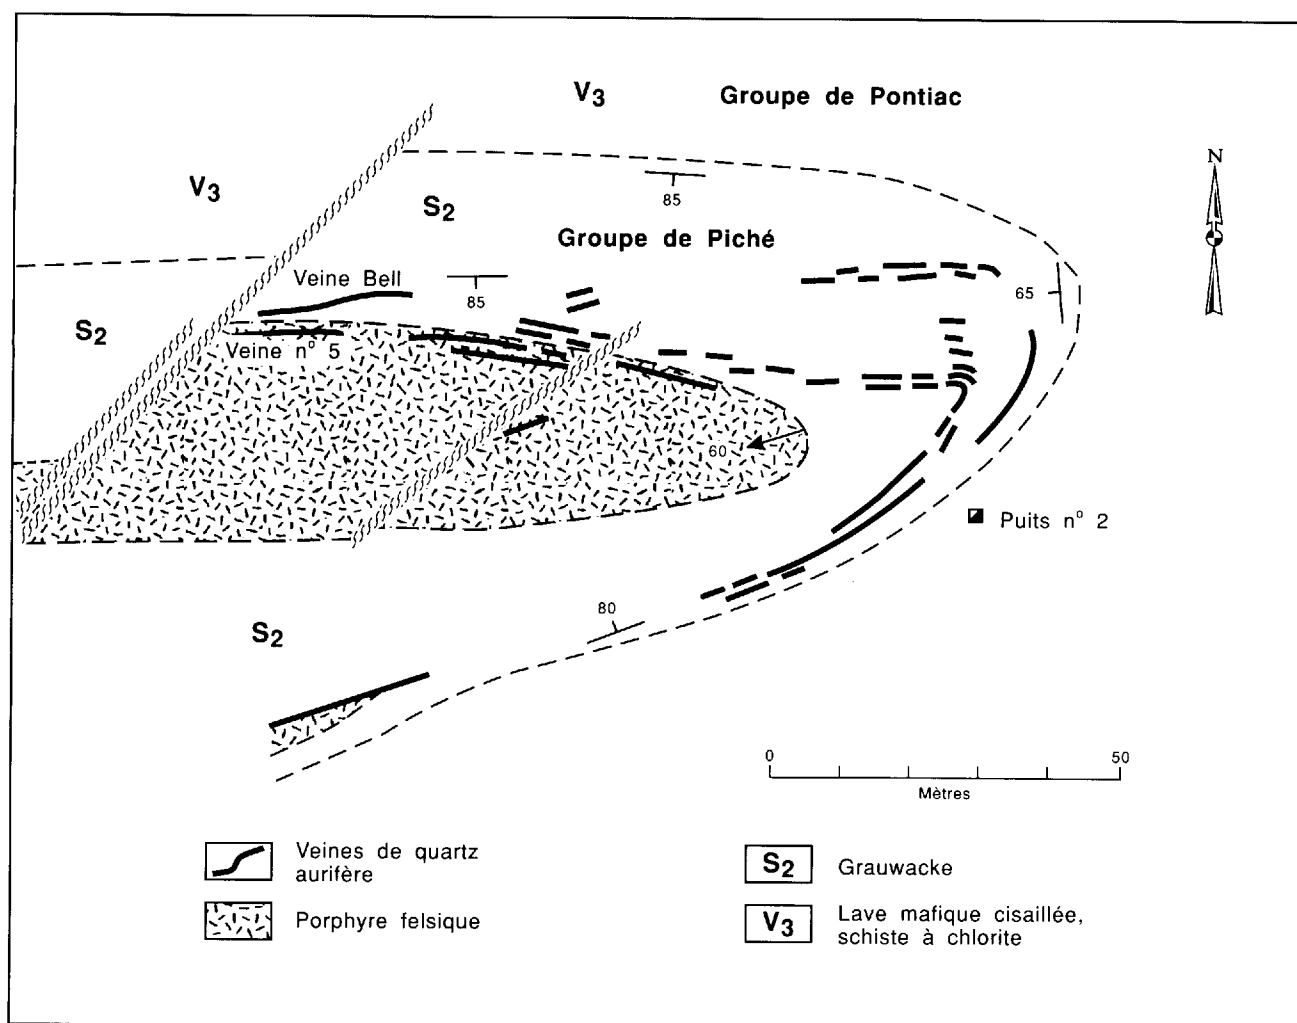 V3 Groupe de Pontiac
N
V3
85
S2
Groupe de Piché
Veine Bell
85
65
S2
Veine nº 5
60
Puits nº 2
80
S2
0 50
Mètres
Veines de quartz
aurifère
S2 Grauwacke
Porphyre felsique
V3 Lave mafique cisaillée,
schiste à chlorite